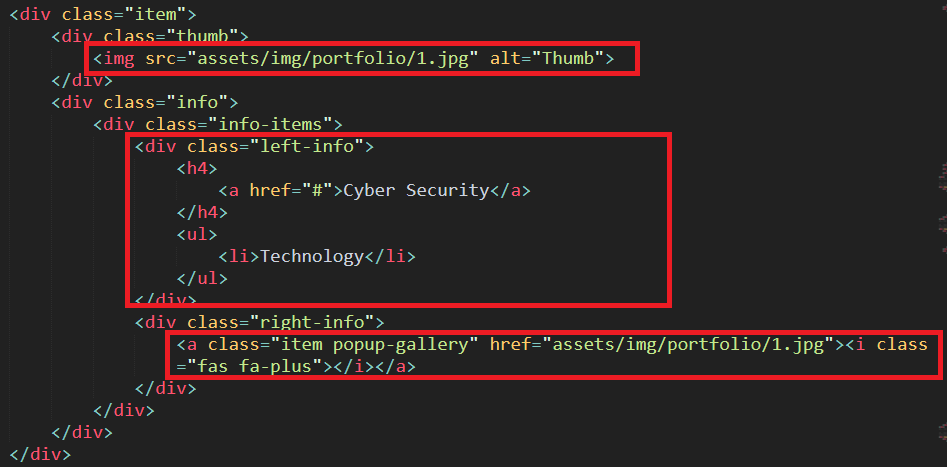 <div class="item">
<div class="thumb">
<img src="assets/img/portfolio/1.jpg" alt="Thumb">
</div>
<div class="info">
<div class="info-items">
<div class="left-info">
<h4>
<a href="#">Cyber Security</a>
</h4>
<ul>
<li>Technology</li>
</ul>
</div>
<div class="right-info">
<a class="item popup-gallery" href="assets/img/portfolio/1.jpg"><i class
="fas fa-plus"></i></a>
</div>
</div>
</div>
</div>